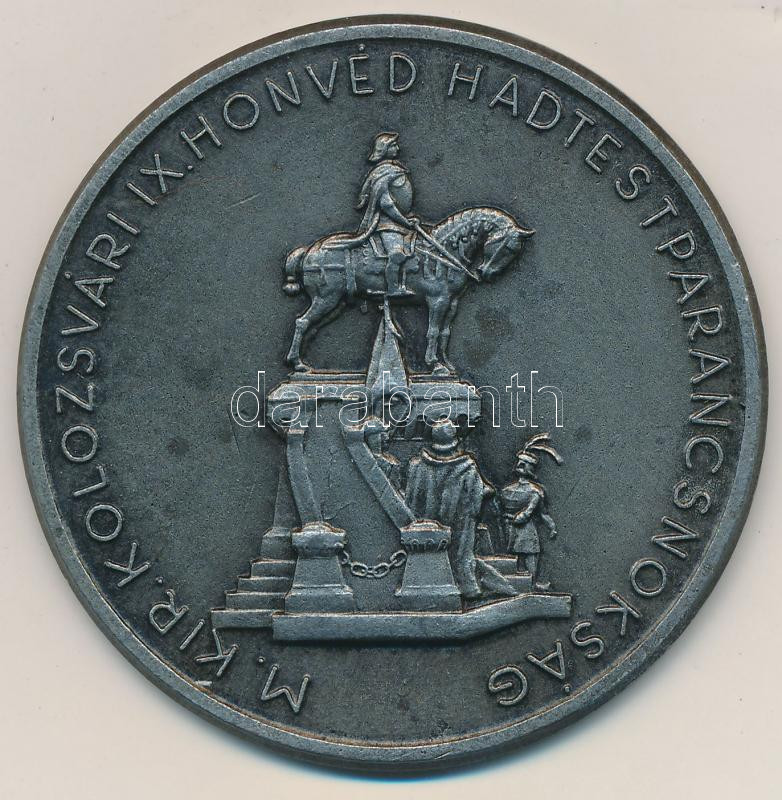 M. KIR. KOLOZSVÁRI IX. HONVÉD HADTESTPARANCSNOKSÁG
darabanth